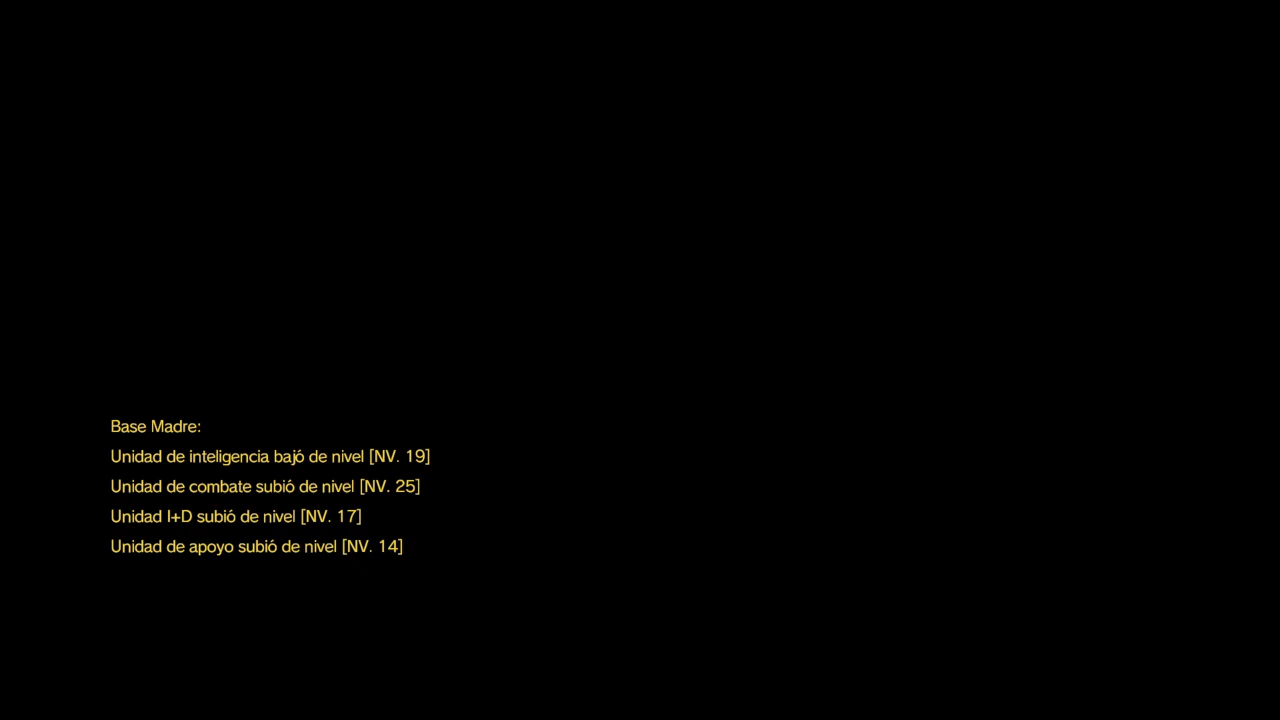 Base Madre:
Unidad de inteligencia bajó de nivel [NV. 19]
Unidad de combate subió de nivel [NV. 25]
Unidad I+D subió de nivel [NV. 17]
Unidad de apoyo subió de nivel [NV. 14]